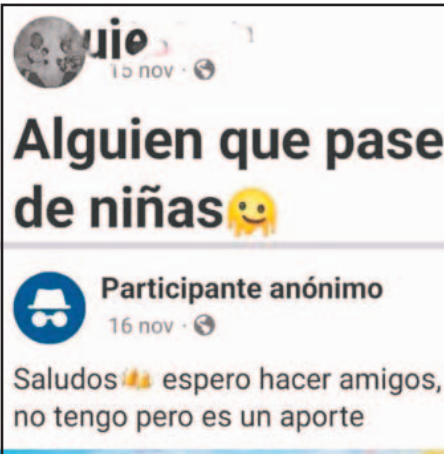 uio
15 nov
Alguien que pase
de niñas
Participante anónimo
16 nov
Saludos espero hacer amigos,
no tengo pero es un aporte